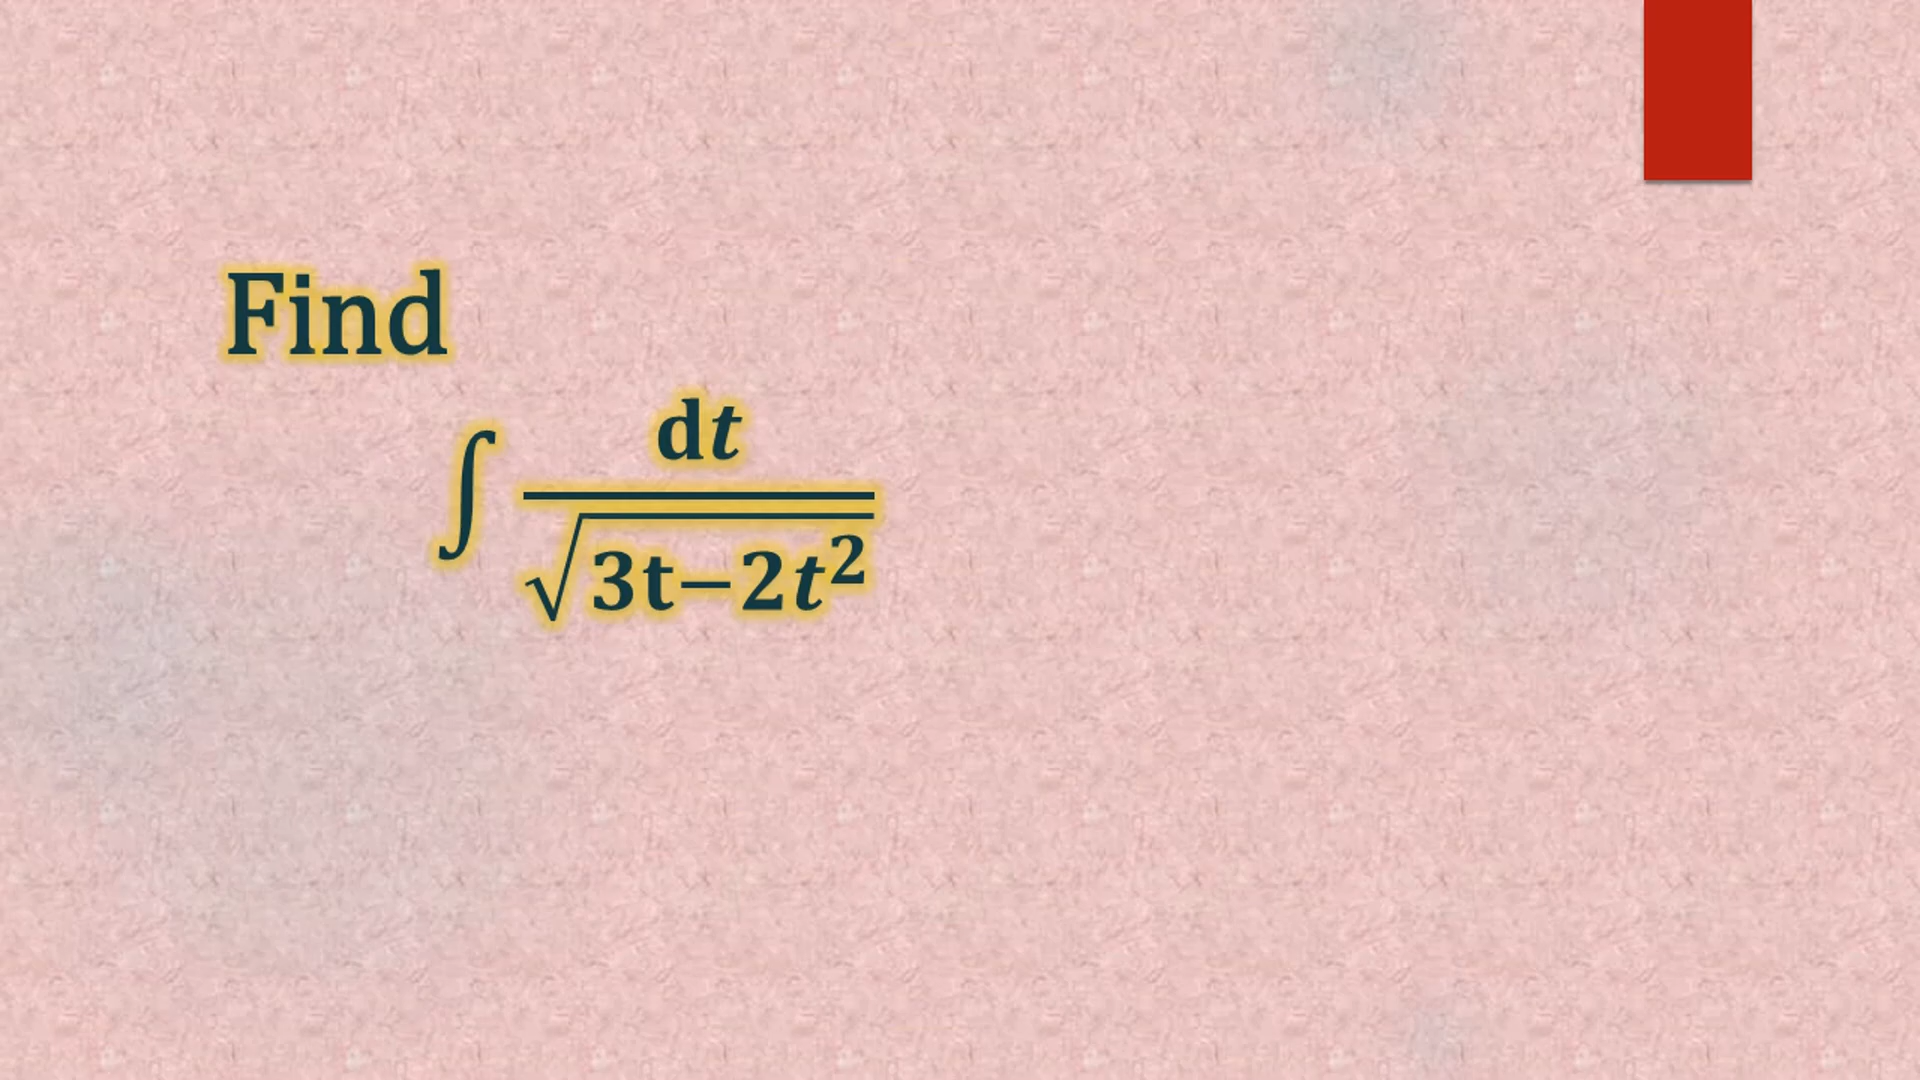 Find
∫ dt / √(3t−2t²)